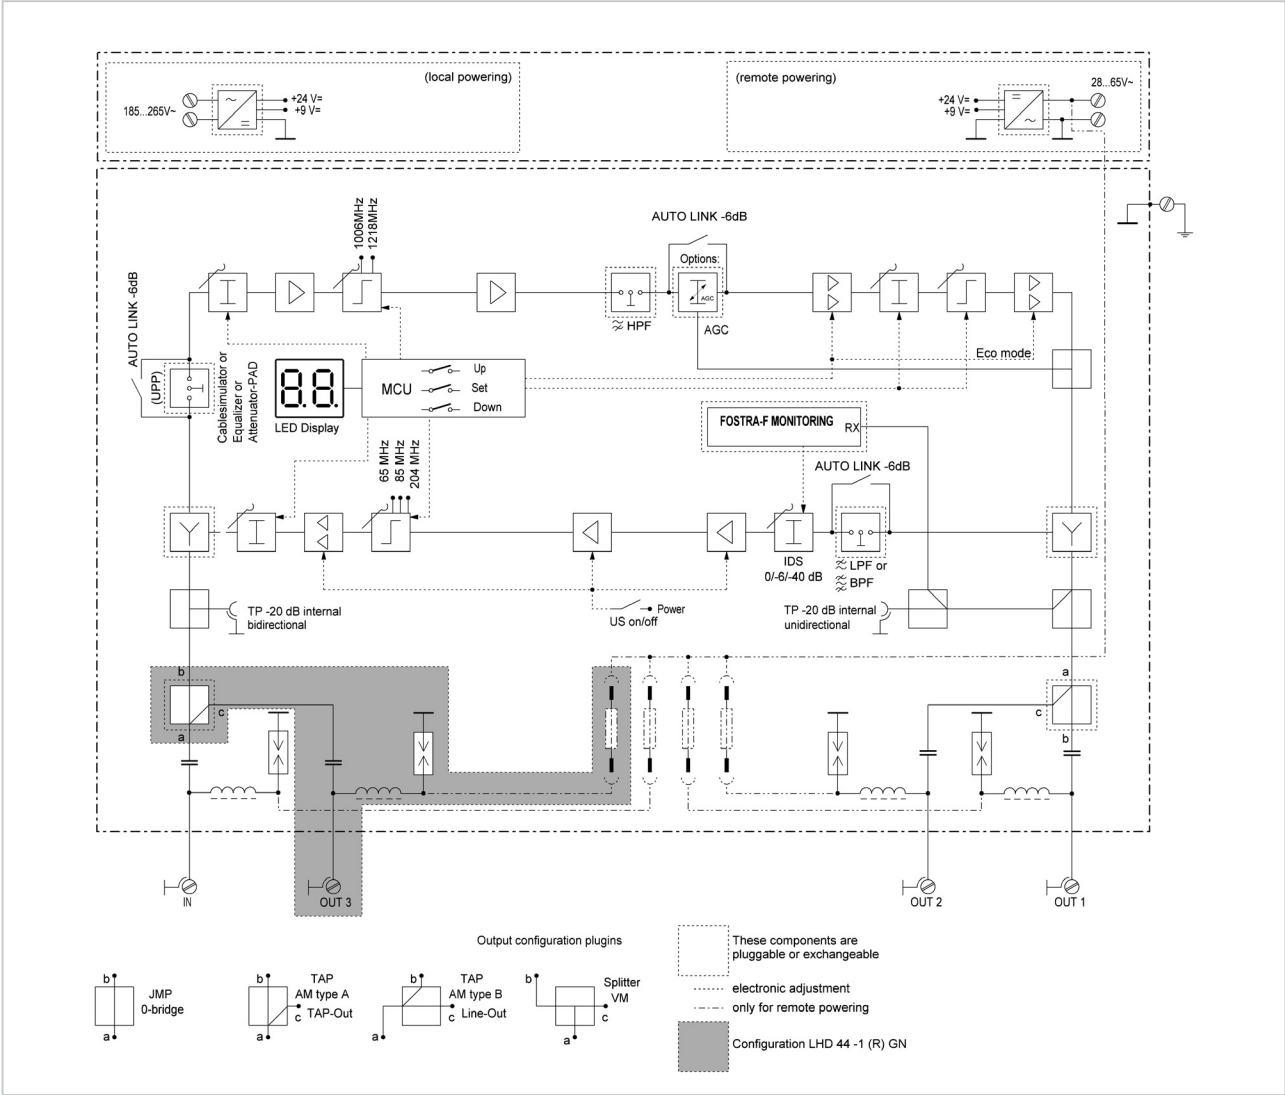 (local powering)
185...265V~
+24 V=
+9 V=
(remote powering)
28...65V~
+24 V=
+9 V=
1006MHz
1218MHz
AUTO LINK -6dB
Options:
AGC
HPF
AGC
AUTO LINK -6dB
(UPP)
Cablesimulator or
Equalizer or
Attenuator-PAD
LED Display
MCU
Up
Set
Down
Eco mode
FOSTRA-F MONITORING
RX
65 MHz
85 MHz
204 MHz
AUTO LINK -6dB
IDS
0/-6/-40 dB
LPF or
BPF
TP -20 dB internal
bidirectional
Power
US on/off
TP -20 dB internal
unidirectional
b
c
a
a
c
b
IN
OUT 3
OUT 2
OUT 1
Output configuration plugins
b
JMP
0-bridge
a
b
TAP
AM type A
c TAP-Out
a
b
TAP
AM type B
c Line-Out
a
b
Splitter
VM
c
a
These components are
pluggable or exchangeable
electronic adjustment
only for remote powering
Configuration LHD 44 -1 (R) GN